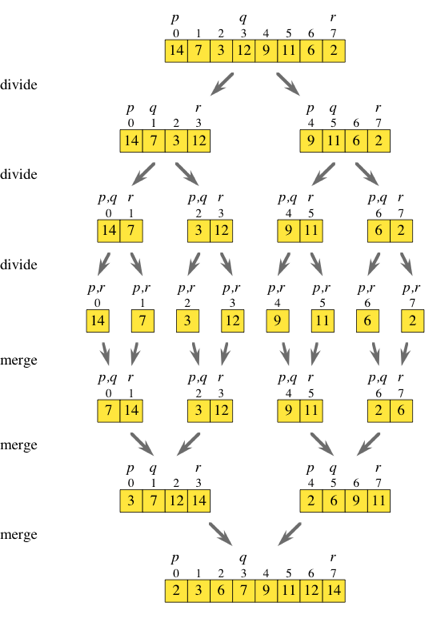 p q r
0 1 2 3 4 5 6 7
14 7 3 12 9 11 6 2
divide
p q r p q r
0 1 2 3 4 5 6 7
14 7 3 12 9 11 6 2
divide
p,q r p,q r p,q r p,q r
0 1 2 3 4 5 6 7
14 7 3 12 9 11 6 2
divide
p,r p,r p,r p,r p,r p,r p,r p,r
0 1 2 3 4 5 6 7
14 7 3 12 9 11 6 2
merge
p,q r p,q r p,q r p,q r
0 1 2 3 4 5 6 7
7 14 3 12 9 11 2 6
merge
p q r p q r
0 1 2 3 4 5 6 7
3 7 12 14 2 6 9 11
merge
p q r
0 1 2 3 4 5 6 7
2 3 6 7 9 11 12 14